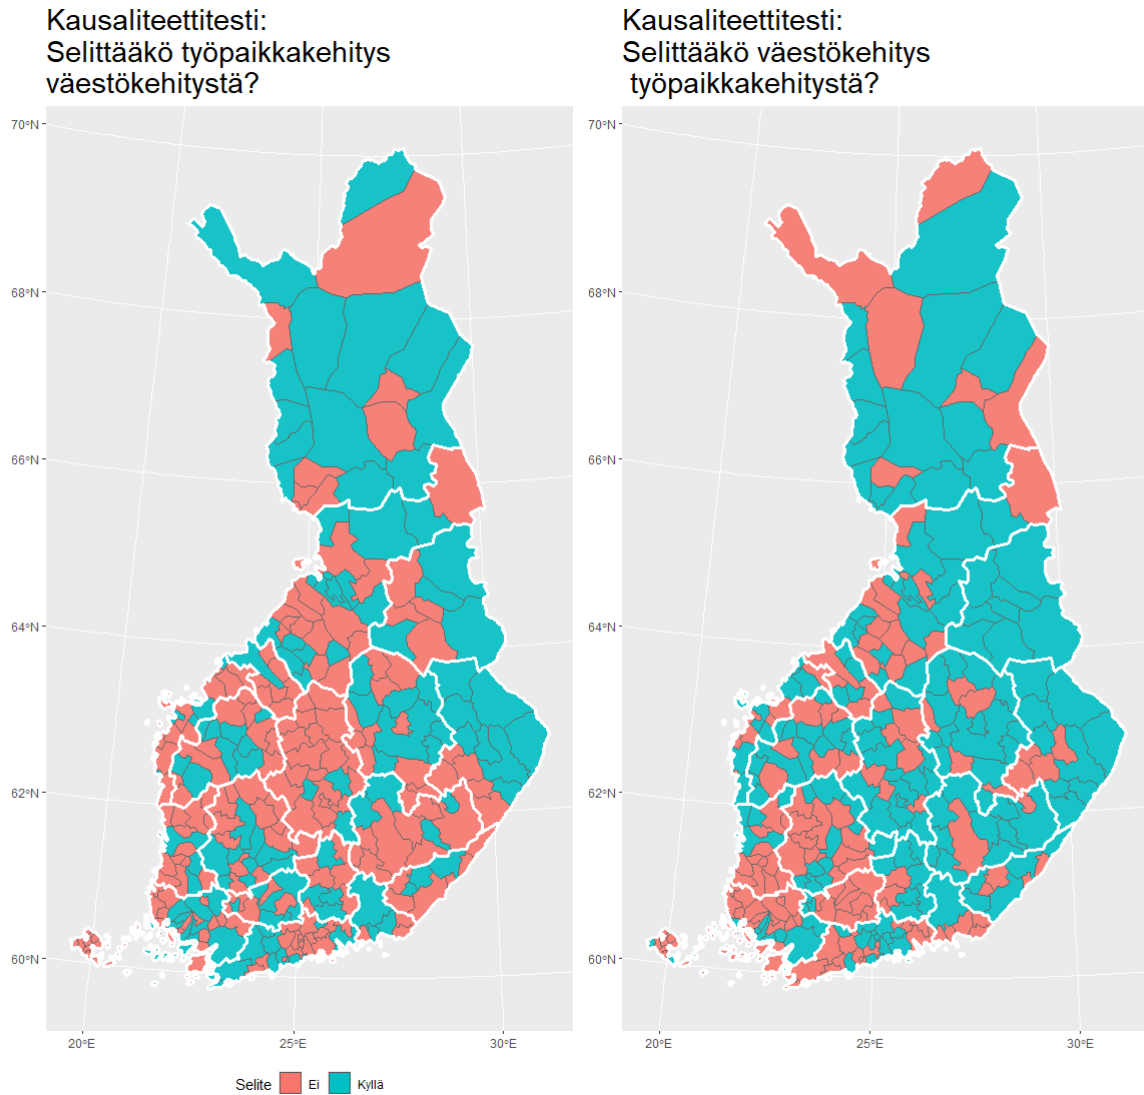 Kausaliteettitesti:
Selittääkö työpaikkakehitys
väestökehitystä?
Kausaliteettitesti:
Selittääkö väestökehitys
työpaikkakehitystä?
70°N
68°N
66°N
64°N
62°N
60°N
20°E
25°E
30°E
70°N
68°N
66°N
64°N
62°N
60°N
20°E
25°E
30°E
Selite Ei Kyllä